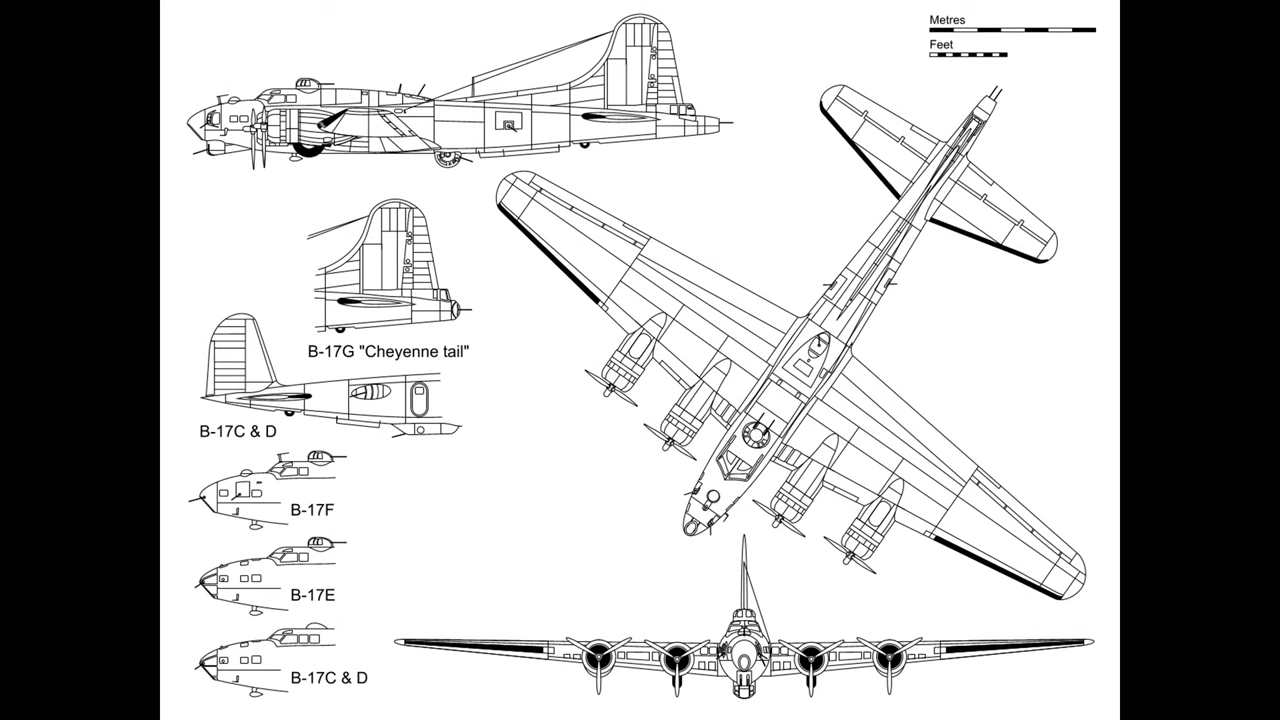 Metres
Feet
B-17G "Cheyenne tail"
B-17C & D
B-17F
B-17E
B-17C & D